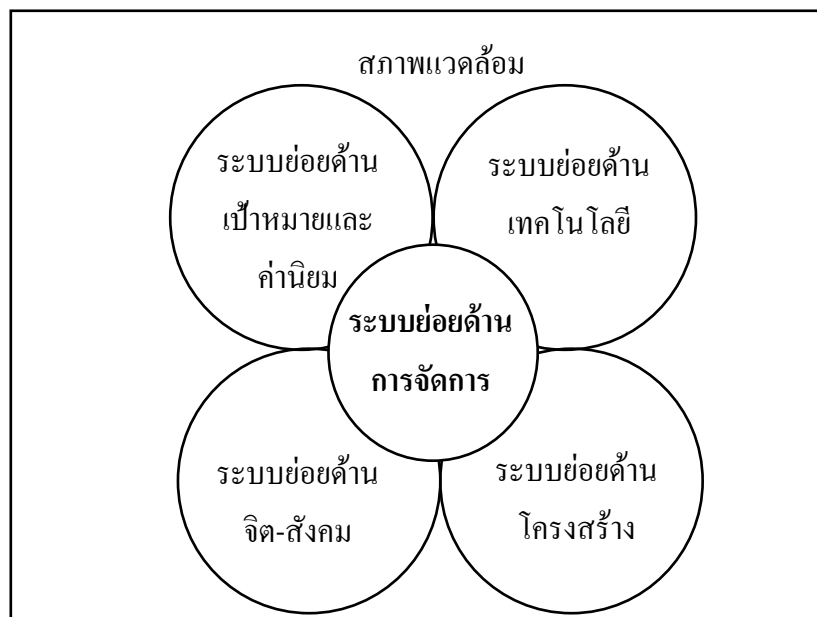 สภาพแวดล้อม
ระบบย่อยด้าน
เป้าหมายและ
ค่านิยม
ระบบย่อยด้าน
เทคโนโลยี
ระบบย่อยด้าน
การจัดการ
ระบบย่อยด้าน
จิต-สังคม
ระบบย่อยด้าน
โครงสร้าง